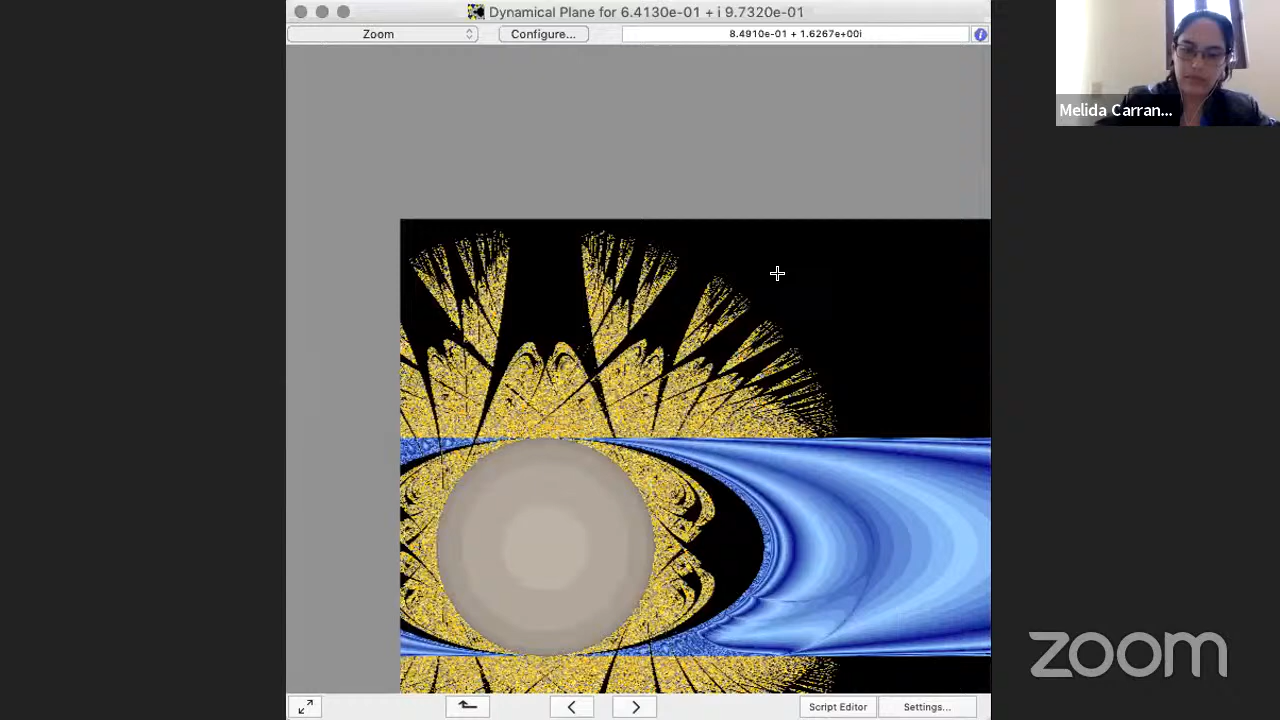 Dynamical Plane for 6.4130e-01 + i 9.7320e-01
Zoom
Configure...
8.4910e-01 + 1.6267e+00i
i
Melida Carran...
zoom
Script Editor
Settings...